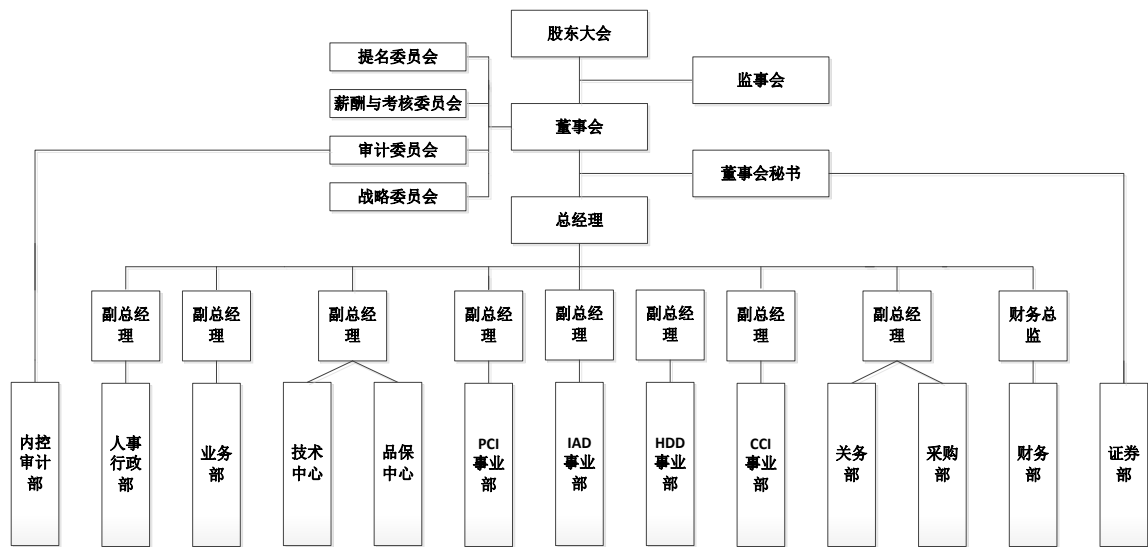 股东大会
提名委员会
监事会
薪酬与考核委员会
董事会
审计委员会
董事会秘书
战略委员会
总经理
副总经
理
副总经
理
副总经
理
副总经
理
副总经
理
副总经
理
副总经
理
副总经
理
财务总
监
内控
审计
部
人事
行政
部
业务
部
技术
中心
品保
中心
PCI
事业
部
IAD
事业
部
HDD
事业
部
CCI
事业
部
关务
部
采购
部
财务
部
证券
部